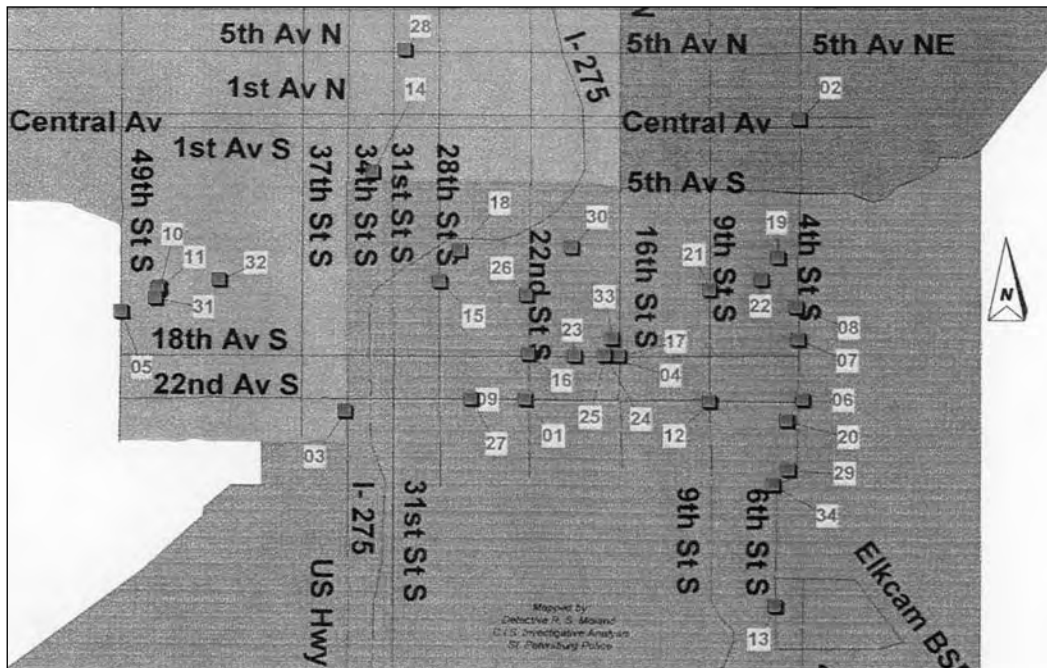 28
5th Av N
I-275
5th Av N
5th Av NE
1st Av N
14
02
Central Av
Central Av
1st Av S
49th St S
37th St S
34th St S
31st St S
28th St S
5th Av S
18
30
16th St S
19
10
11
32
26
22nd St S
21
9th St S
4th St S
31
33
22
15
23
17
08
18th Av S
05
16
04
07
22nd Av S
09
25
24
06
03
27
01
12
20
29
I-275
31st St S
9th St S
6th St S
34
US Hwy
Elkcam BS
N
Mapped by
Detective R. S.
C.I.S. Investigative Analysis
St. Petersburg Police
13